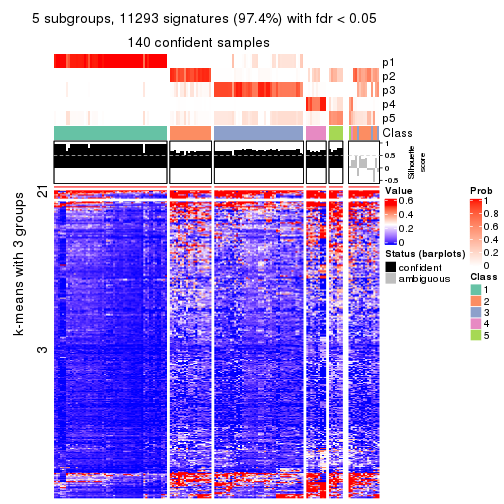 5 subgroups, 11293 signatures (97.4%) with fdr < 0.05
140 confident samples
p1
p2
p3
p4
p5
Class
1
0.5
0
-0.5
Silhouette
score
k-means with 3 groups
2
1
3
Value
0.6
0.4
0.2
0
Status (barplots)
confident
ambiguous
Prob
1
0.8
0.6
0.4
0.2
0
Class
1
2
3
4
5